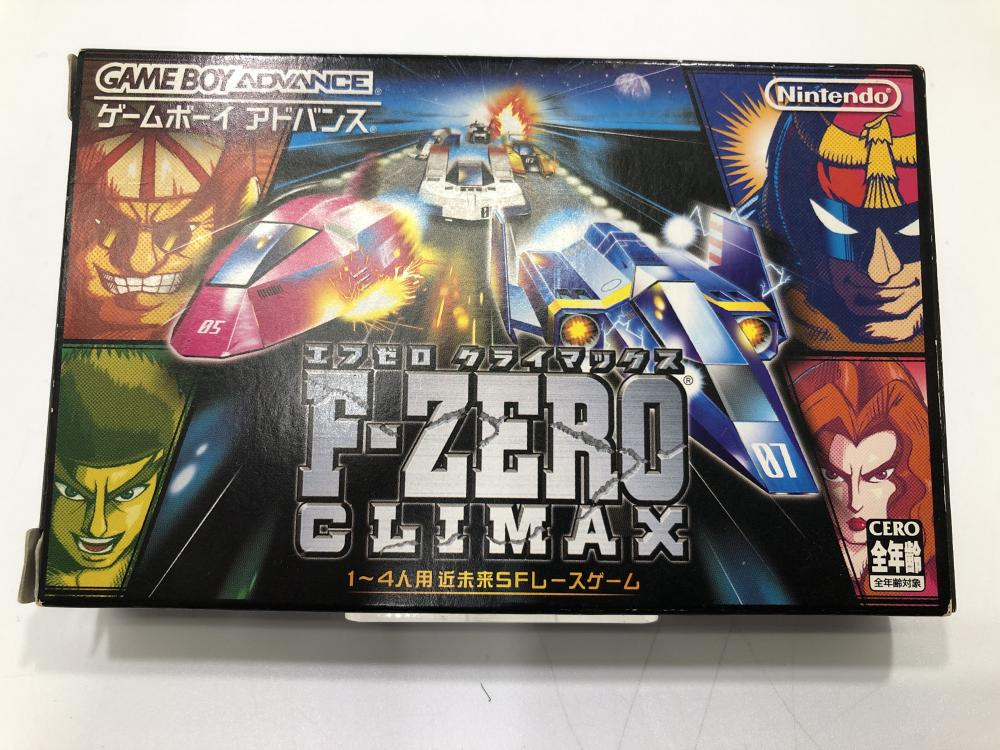 GAME BOY ADVANCE
ゲームボーイ アドバンス
Nintendo®
07
05
エフゼロ クライマックス
F-ZERO®
CLIMAX
07
1～4人用近未来SFレースゲーム
CERO
全年齢
全年齢対象